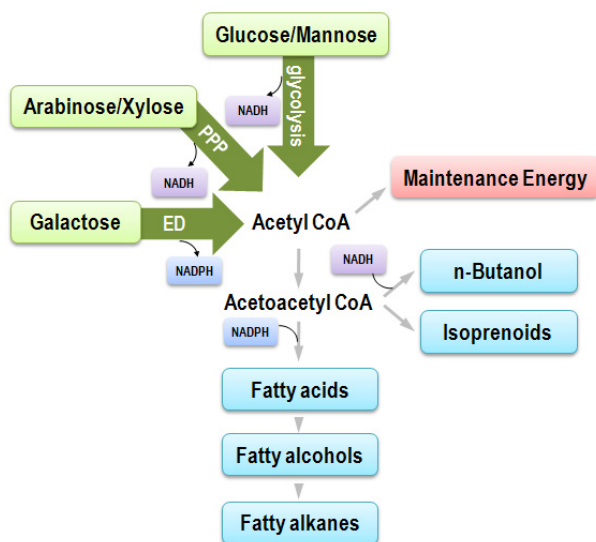 Glucose/Mannose
glycolysis
NADH
Arabinose/Xylose
PPP
NADH
Maintenance Energy
Galactose
ED
Acetyl CoA
NADPH
NADH
n-Butanol
Acetoacetyl CoA
NADPH
Isoprenoids
Fatty acids
Fatty alcohols
Fatty alkanes